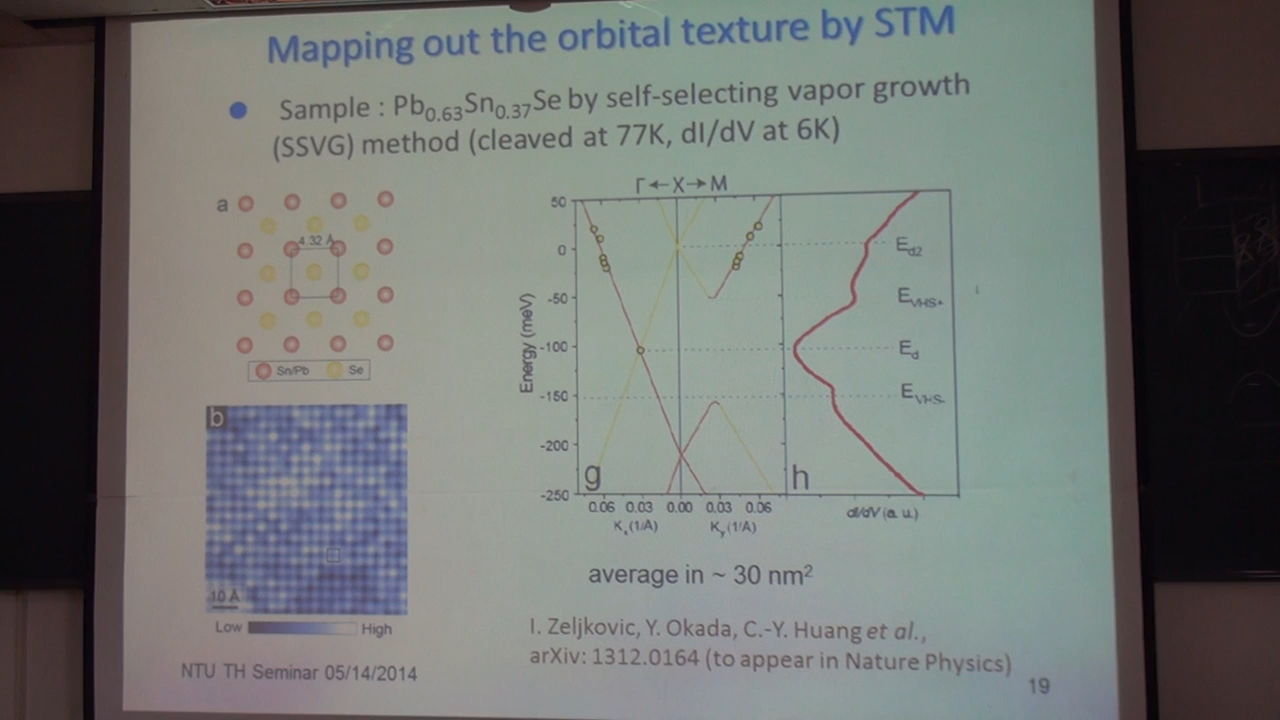 Mapping out the orbital texture by STM
Sample : Pb0.63Sn0.37Se by self-selecting vapor growth
(SSVG) method (cleaved at 77K, dI/dV at 6K)
a
4.32 Å
Sn/Pb Se
b
10 Å
Low High
Γ←X→M
Energy (meV)
50
0
-50
-100
-150
-200
-250
g
0.06 0.03 0.00 0.03 0.06
Kx(1/A) Ky(1/A)
h
Ed2
EVHS+
Ed
EVHS-
dI/dV (a. u.)
average in ~ 30 nm²
I. Zeljkovic, Y. Okada, C.-Y. Huang et al.,
arXiv: 1312.0164 (to appear in Nature Physics)
NTU TH Seminar 05/14/2014
19